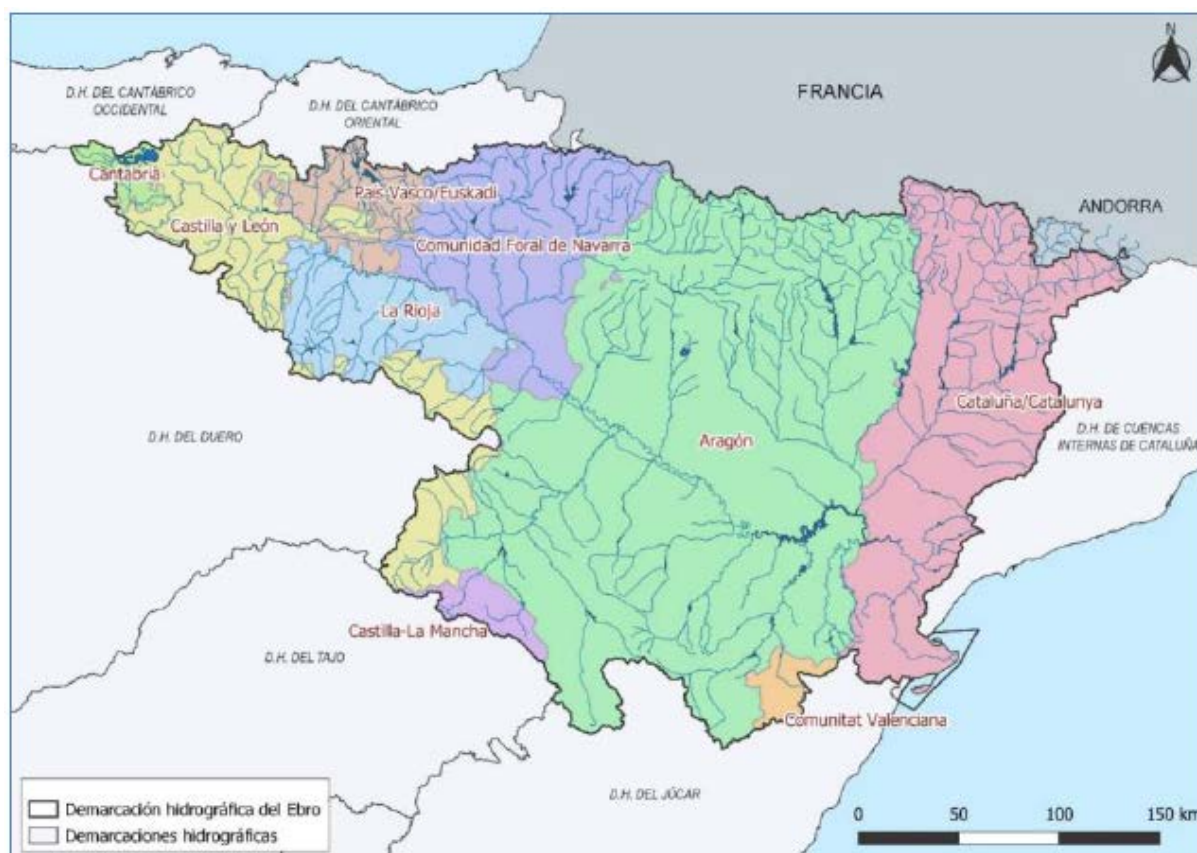 N
D.H. DEL CANTÁBRICO
OCCIDENTAL
D.H. DEL CANTÁBRICO
ORIENTAL
FRANCIA
ANDORRA
Cantabria
País Vasco/Euskadi
Castilla y León
Comunidad Foral de Navarra
La Rioja
Cataluña/Catalunya
D.H. DE CUENCAS
INTERNAS DE CATALUÑA
D.H. DEL DUERO
Aragón
Castilla-La Mancha
D.H. DEL TAJO
Comunitat Valenciana
D.H. DEL JÚCAR
Demarcación hidrográfica del Ebro
Demarcaciones hidrográficas
0 50 100 150 km